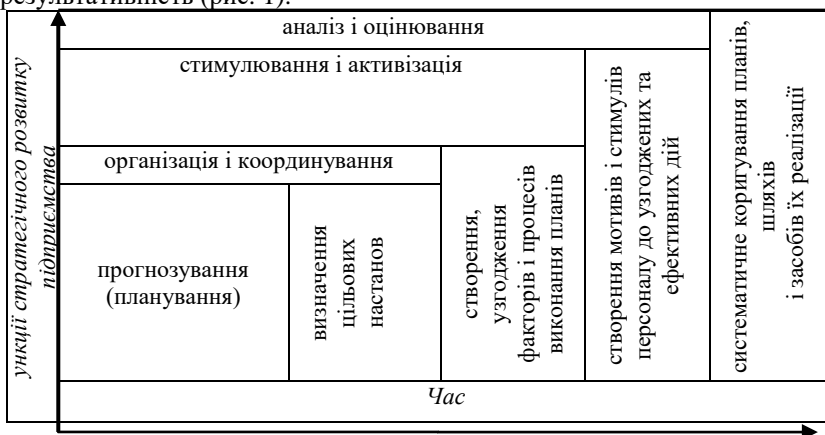 результативність (рис. 1).
аналіз і оцінювання
стимулювання і активізація
організація і координування
прогнозування
(планування)
визначення
цільових
настанов
створення,
узгодження
факторів і процесів
виконання планів
створення мотивів і стимулів
персоналу до узгоджених та
ефективних дій
систематичне коригування планів,
шляхів
і засобів їх реалізації
ункції стратегічного розвитку
підприємства
Час